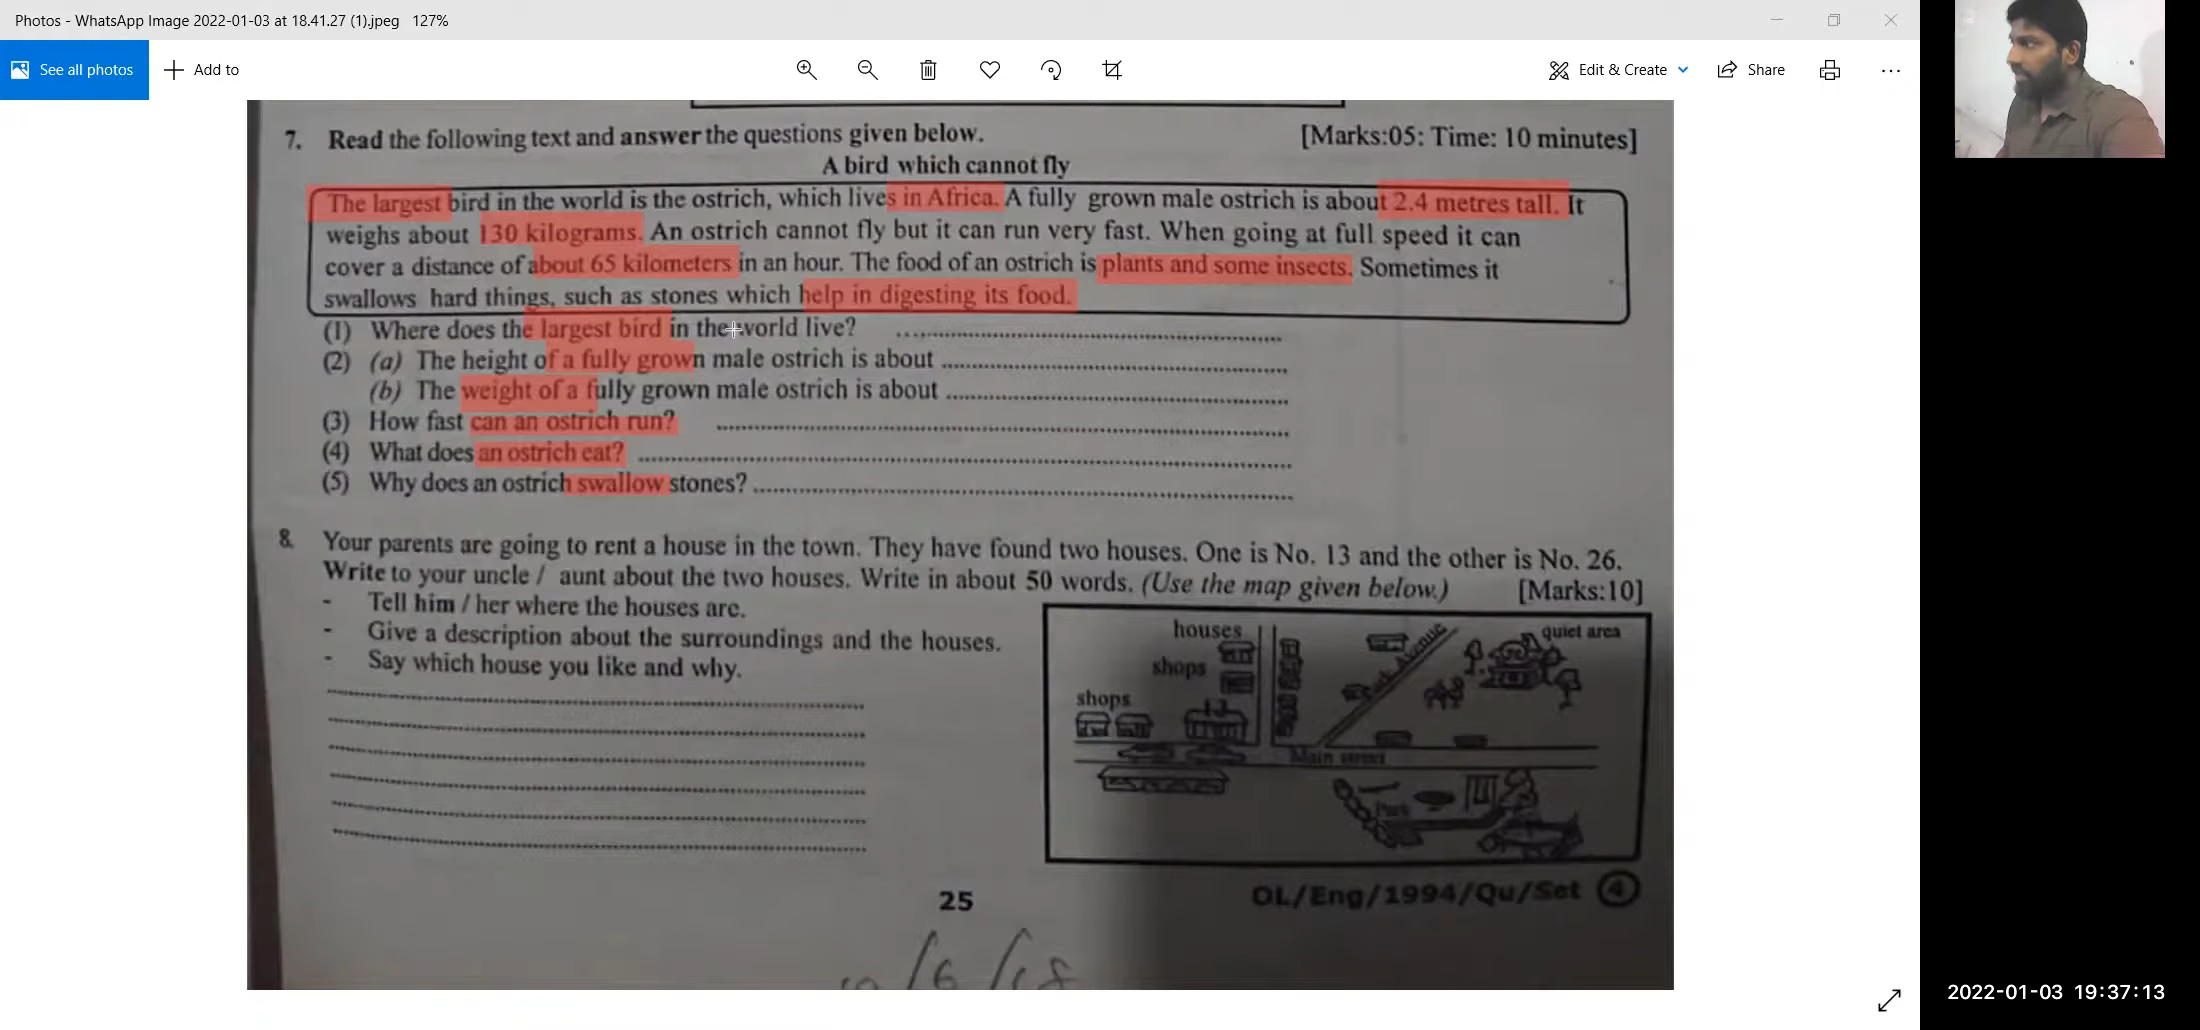 Photos - WhatsApp Image 2022-01-03 at 18.41.27 (1).jpeg 127%
See all photos
Add to
Edit & Create
Share
7. Read the following text and answer the questions given below. [Marks:05: Time: 10 minutes]
A bird which cannot fly
The largest bird in the world is the ostrich, which lives in Africa. A fully grown male ostrich is about 2.4 metres tall. It
weighs about 130 kilograms. An ostrich cannot fly but it can run very fast. When going at full speed it can
cover a distance of about 65 kilometers in an hour. The food of an ostrich is plants and some insects. Sometimes it
swallows hard things, such as stones which help in digesting its food.
(1) Where does the largest bird in the world live? ................
(2) (a) The height of a fully grown male ostrich is about ................
(b) The weight of a fully grown male ostrich is about ................
(3) How fast can an ostrich run? ................
(4) What does an ostrich eat? ................
(5) Why does an ostrich swallow stones? ................
8. Your parents are going to rent a house in the town. They have found two houses. One is No. 13 and the other is No. 26.
Write to your uncle / aunt about the two houses. Write in about 50 words. (Use the map given below.) [Marks:10]
- Tell him / her where the houses are.
- Give a description about the surroundings and the houses.
- Say which house you like and why.
houses
quiet area
shops
Park Avenue
shops
Main street
Park
25
OL/Eng/1994/Qu/Set 4
2022-01-03 19:37:13